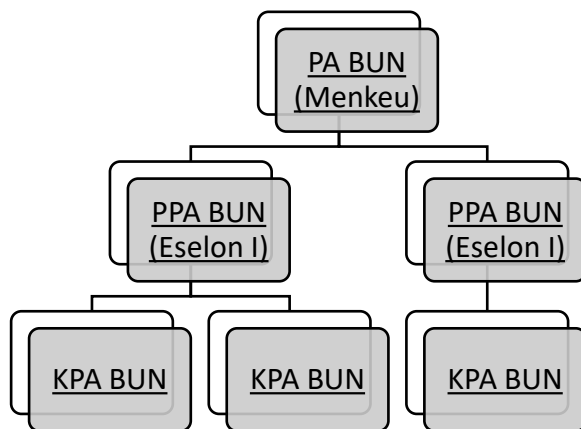 PA BUN
(Menkeu)
PPA BUN
(Eselon I)
PPA BUN
(Eselon I)
KPA BUN
KPA BUN
KPA BUN